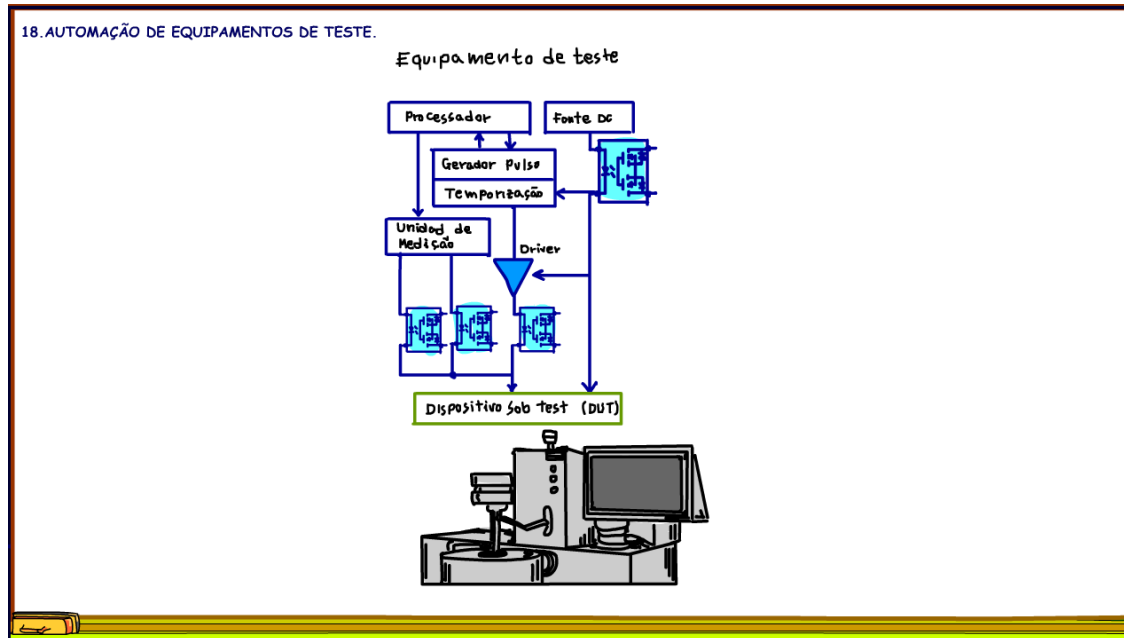 18.AUTOMAÇÃO DE EQUIPAMENTOS DE TESTE.
Equipamento de teste
Processador
Fonte DC
Gerador Pulso
Temporização
Unidad de
Medição
Driver
Dispositivo Sob Test (DUT)